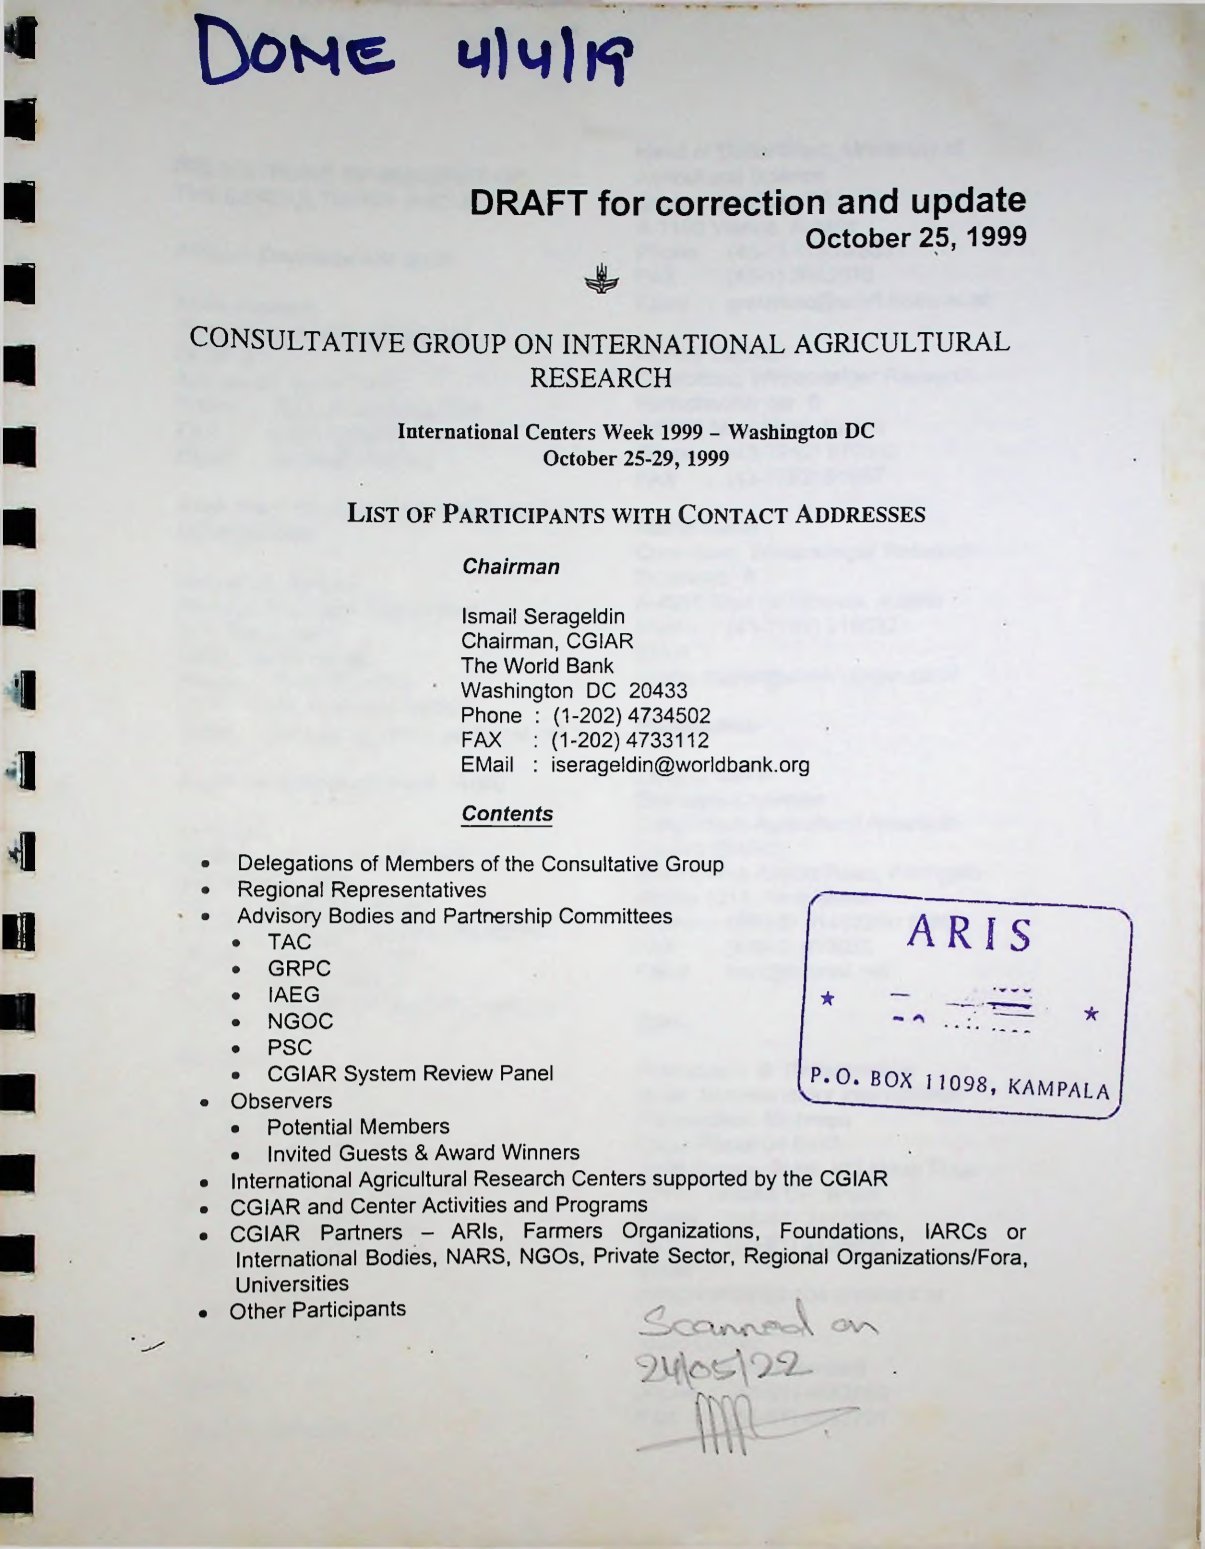 DONE 4/4/19
DRAFT for correction and update
October 25, 1999
CONSULTATIVE GROUP ON INTERNATIONAL AGRICULTURAL
RESEARCH
International Centers Week 1999 – Washington DC
October 25-29, 1999
LIST OF PARTICIPANTS WITH CONTACT ADDRESSES
Chairman
Ismail Serageldin
Chairman, CGIAR
The World Bank
Washington DC 20433
Phone : (1-202) 4734502
FAX : (1-202) 4733112
EMail : iserageldin@worldbank.org
Contents
• Delegations of Members of the Consultative Group
• Regional Representatives
• Advisory Bodies and Partnership Committees
• TAC
• GRPC
• IAEG
• NGOC
• PSC
• CGIAR System Review Panel
• Observers
• Potential Members
• Invited Guests & Award Winners
• International Agricultural Research Centers supported by the CGIAR
• CGIAR and Center Activities and Programs
• CGIAR Partners – ARIs, Farmers Organizations, Foundations, IARCs or
International Bodies, NARS, NGOs, Private Sector, Regional Organizations/Fora,
Universities
• Other Participants
ARIS
P.O. BOX 11098, KAMPALA
Scanned on
24/05/22